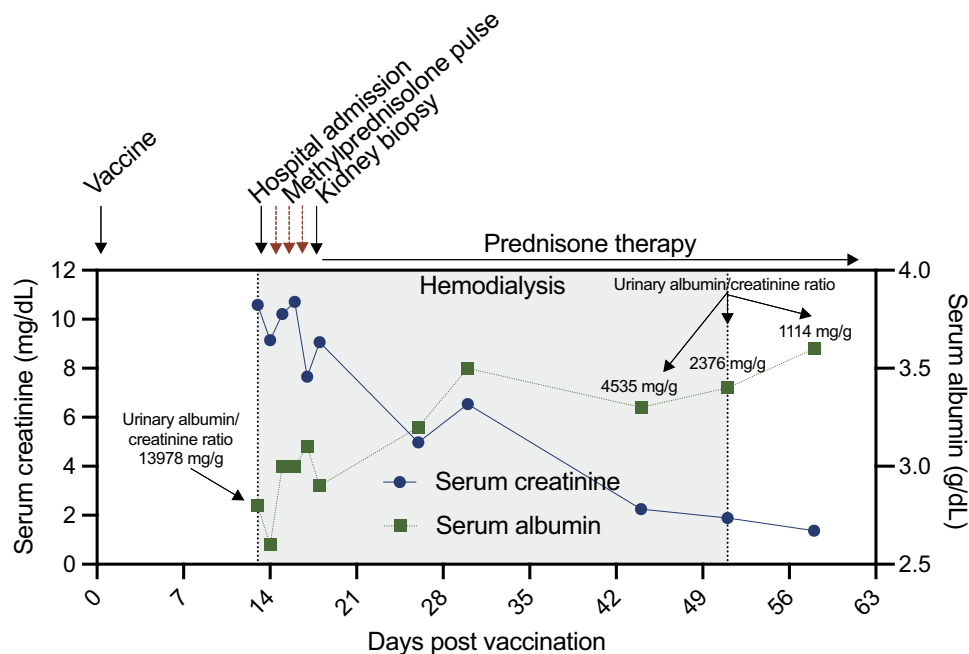 Vaccine
Hospital admission
Methylprednisolone pulse
Kidney biopsy
Prednisone therapy
Hemodialysis
Urinary albumin/creatinine ratio
1114 mg/g
2376 mg/g
4535 mg/g
Urinary albumin/
creatinine ratio
13978 mg/g
Serum creatinine
Serum albumin
Serum creatinine (mg/dL)
12
10
8
6
4
2
0
4.0
3.5
3.0
2.5
Serum albumin (g/dL)
0 7 14 21 28 35 42 49 56 63
Days post vaccination